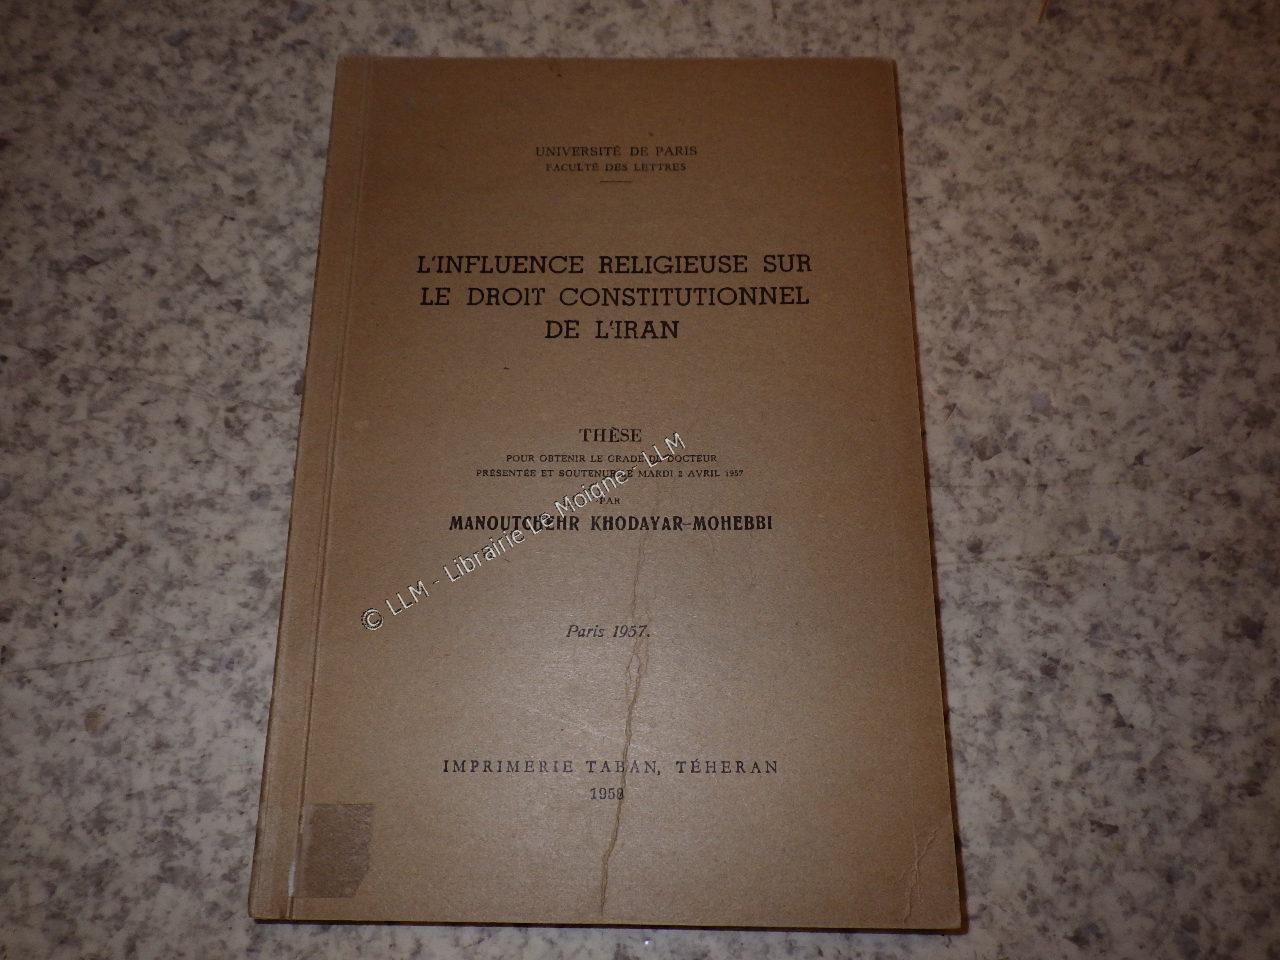 UNIVERSITÉ DE PARIS
FACULTÉ DES LETTRES
L'INFLUENCE RELIGIEUSE SUR
LE DROIT CONSTITUTIONNEL
DE L'IRAN
THÈSE
POUR OBTENIR LE GRADE DE DOCTEUR
PRÉSENTÉE ET SOUTENUE LE MARDI 2 AVRIL 1957
PAR
MANOUTCHEHR KHODAYAR-MOHEBBI
© LLM - Librairie Le Moigne - LLM
Paris 1957.
IMPRIMERIE TABAN, TÉHERAN
1958